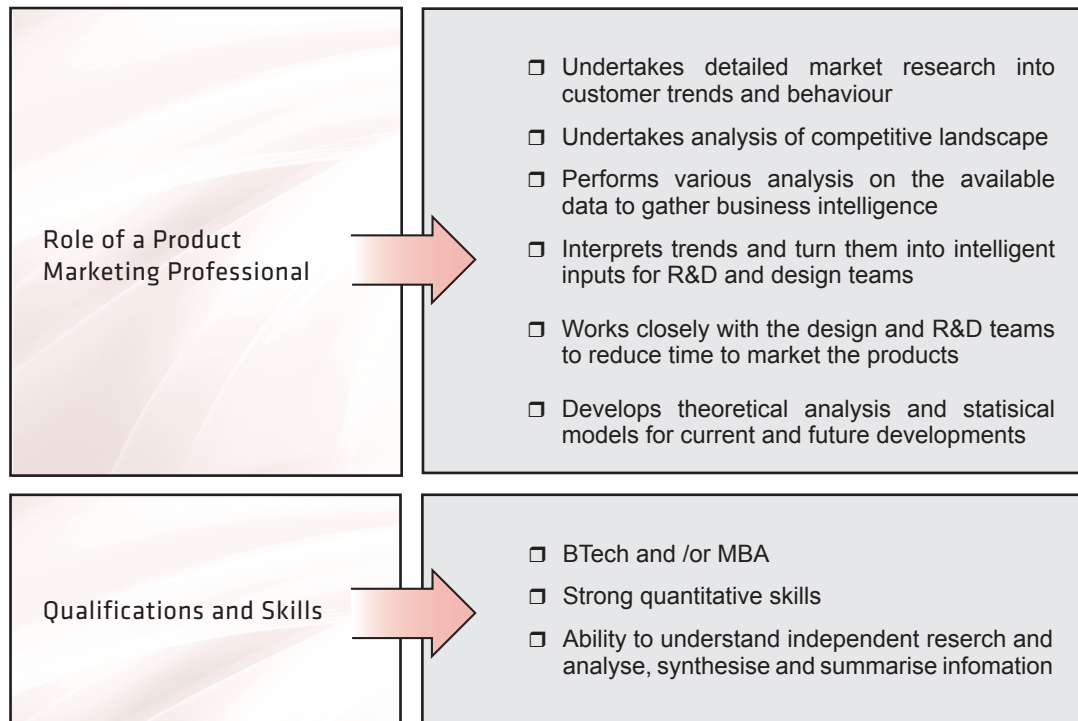 Role of a Product
Marketing Professional
❒ Undertakes detailed market research into
customer trends and behaviour
❒ Undertakes analysis of competitive landscape
❒ Performs various analysis on the available
data to gather business intelligence
❒ Interprets trends and turn them into intelligent
inputs for R&D and design teams
❒ Works closely with the design and R&D teams
to reduce time to market the products
❒ Develops theoretical analysis and statisical
models for current and future developments
Qualifications and Skills
❒ BTech and /or MBA
❒ Strong quantitative skills
❒ Ability to understand independent reserch and
analyse, synthesise and summarise infomation